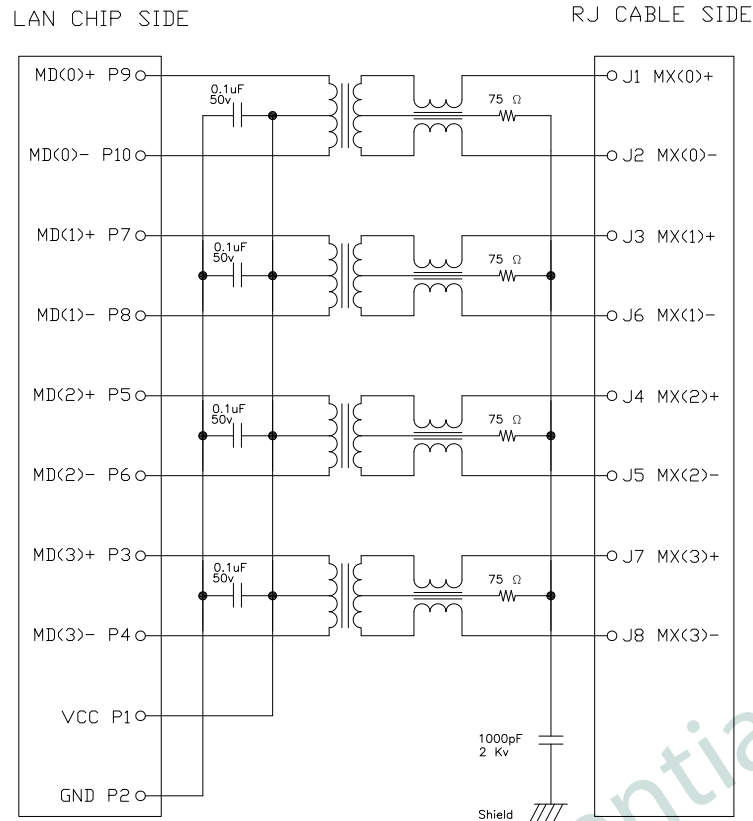 LAN CHIP SIDE
RJ CABLE SIDE
MD(0)+ P9
0.1uF
50v
75 Ω
J1 MX(0)+
MD(0)- P10
J2 MX(0)-
MD(1)+ P7
0.1uF
50v
75 Ω
J3 MX(1)+
MD(1)- P8
J6 MX(1)-
MD(2)+ P5
0.1uF
50v
75 Ω
J4 MX(2)+
MD(2)- P6
J5 MX(2)-
MD(3)+ P3
0.1uF
50v
75 Ω
J7 MX(3)+
MD(3)- P4
J8 MX(3)-
VCC P1
1000pF
2 Kv
GND P2
Shield